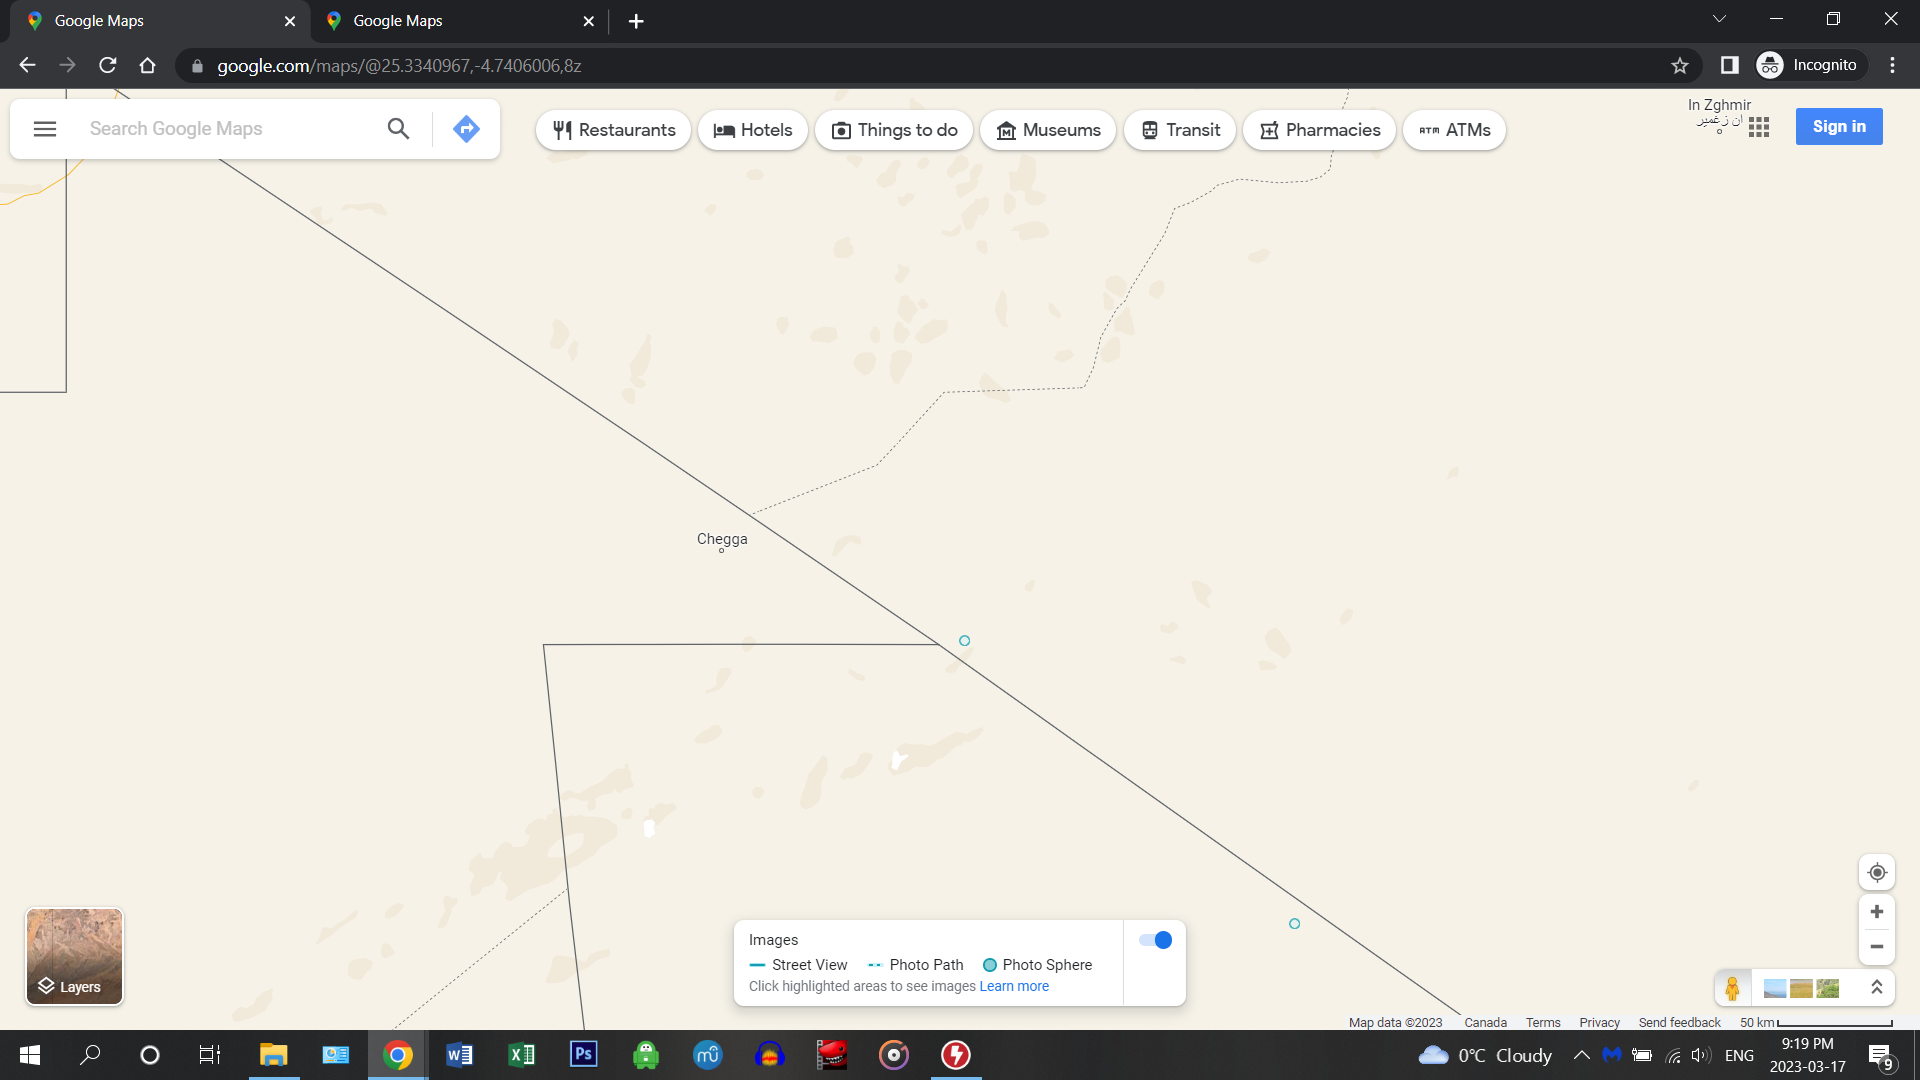 Google Maps
Google Maps
google.com/maps/@25.3340967,-4.7406006,8z
Incognito
Search Google Maps
Restaurants
Hotels
Things to do
Museums
Transit
Pharmacies
ATM ATMs
In Zghmir
ان زغمير
Sign in
Chegga
Layers
Images
Street View
Photo Path
Photo Sphere
Click highlighted areas to see images Learn more
Map data ©2023
Canada
Terms
Privacy
Send feedback
50 km
W
X
Ps
mü
0°C Cloudy
ENG
9:19 PM
2023-03-17
9